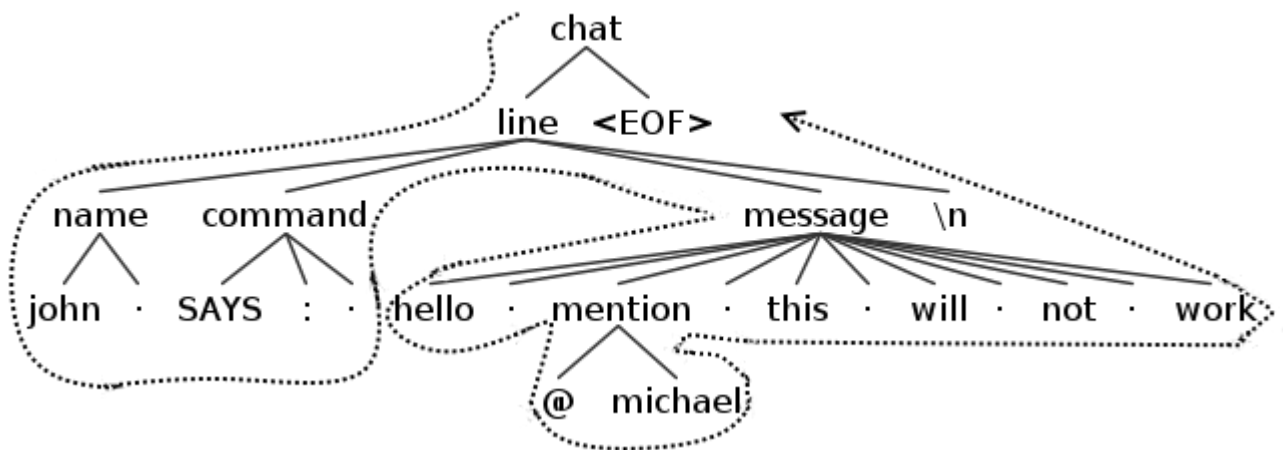 chat
line <EOF>
name command message \n
john · SAYS : · hello · mention · this · will · not · work
@ michael